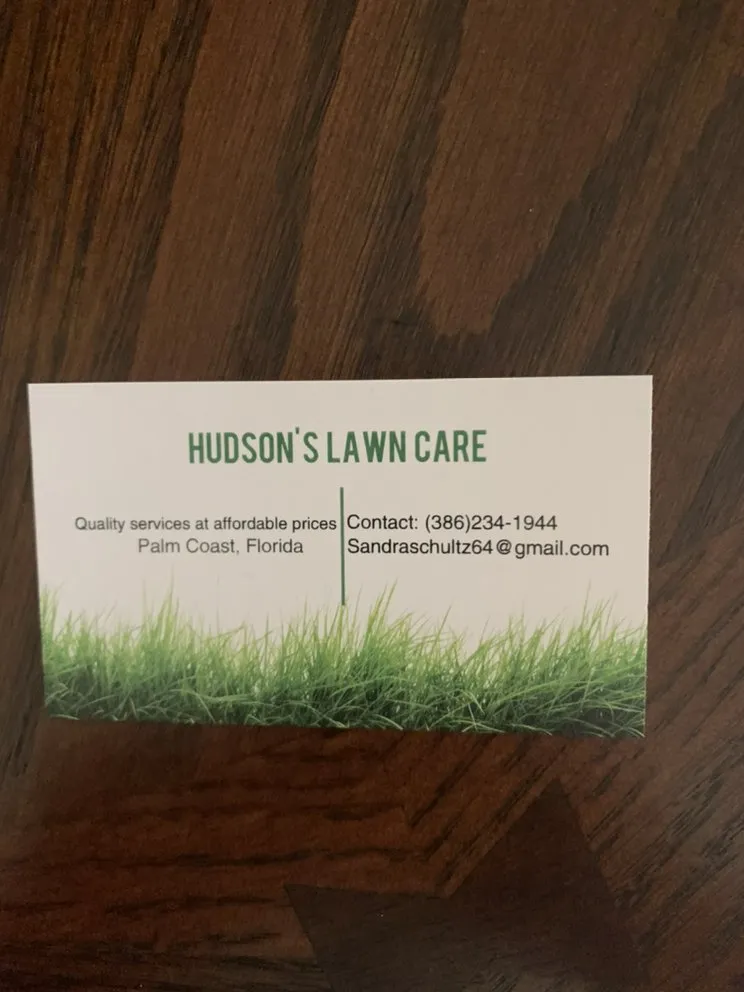 HUDSON'S LAWN CARE
Quality services at affordable prices
Palm Coast, Florida
Contact: (386)234-1944
Sandraschultz64@gmail.com